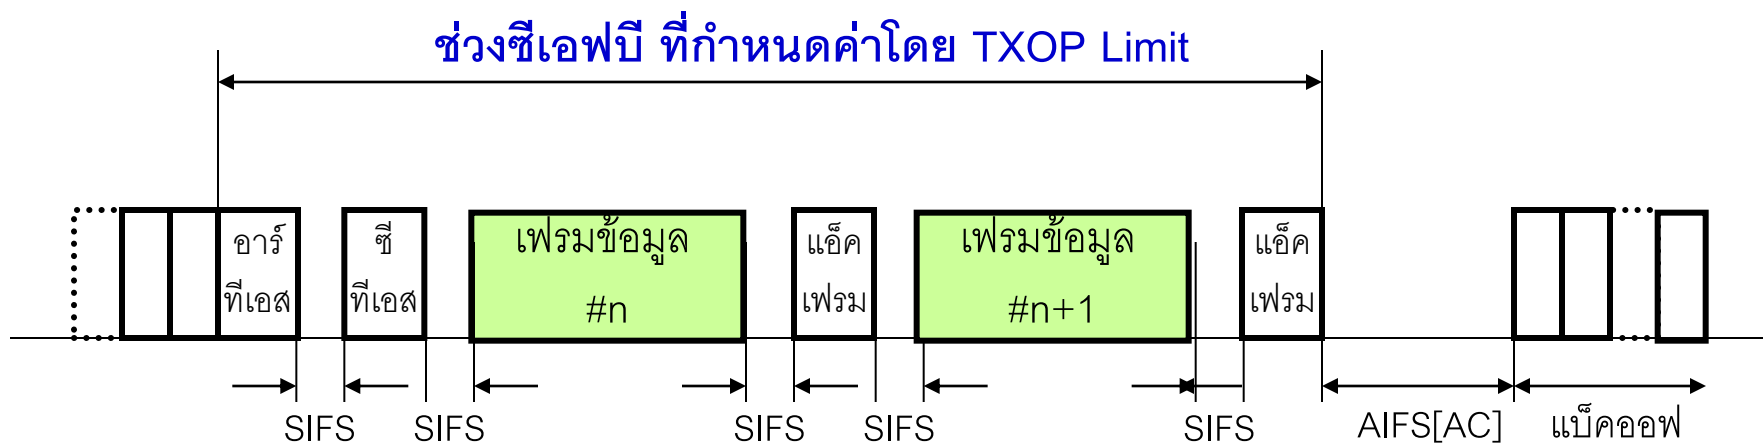 ช่วงซีเอฟบี ที่กำหนดค่าโดย TXOP Limit
อาร์
ทีเอส
ซี
ทีเอส
เฟรมข้อมูล
#n
แอ็ค
เฟรม
เฟรมข้อมูล
#n+1
แอ็ค
เฟรม
SIFS
SIFS
SIFS
SIFS
SIFS
AIFS[AC]
แบ็คออฟ